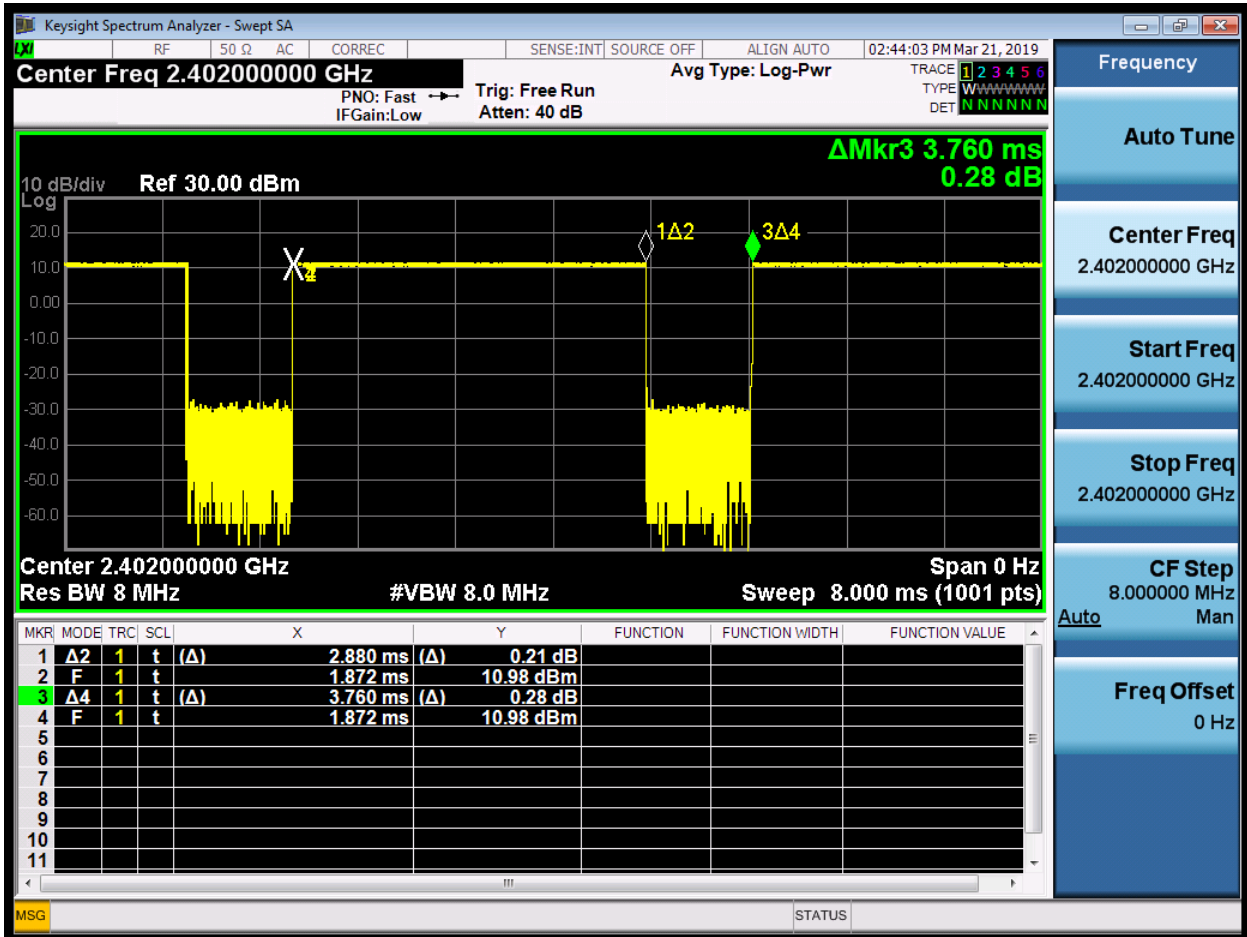 Keysight Spectrum Analyzer - Swept SA
LXI RF 50 Ω AC CORREC SENSE:INT SOURCE OFF ALIGN AUTO 02:44:03 PM Mar 21, 2019
Center Freq 2.402000000 GHz
PNO: Fast
IFGain:Low
Trig: Free Run
Atten: 40 dB
Avg Type: Log-Pwr
TRACE 1 2 3 4 5 6
TYPE WWWWWW
DET N N N N N N
ΔMkr3 3.760 ms
0.28 dB
10 dB/div Ref 30.00 dBm
Log
20.0
10.0
0.00
-10.0
-20.0
-30.0
-40.0
-50.0
-60.0
1Δ2
3Δ4
4
Center 2.402000000 GHz Span 0 Hz
Res BW 8 MHz #VBW 8.0 MHz Sweep 8.000 ms (1001 pts)
MKR MODE TRC SCL X Y FUNCTION FUNCTION WIDTH FUNCTION VALUE
1 Δ2 1 t (Δ) 2.880 ms (Δ) 0.21 dB
2 F 1 t 1.872 ms 10.98 dBm
3 Δ4 1 t (Δ) 3.760 ms (Δ) 0.28 dB
4 F 1 t 1.872 ms 10.98 dBm
5
6
7
8
9
10
11
MSG STATUS
Frequency
Auto Tune
Center Freq
2.402000000 GHz
Start Freq
2.402000000 GHz
Stop Freq
2.402000000 GHz
CF Step
8.000000 MHz
Auto Man
Freq Offset
0 Hz